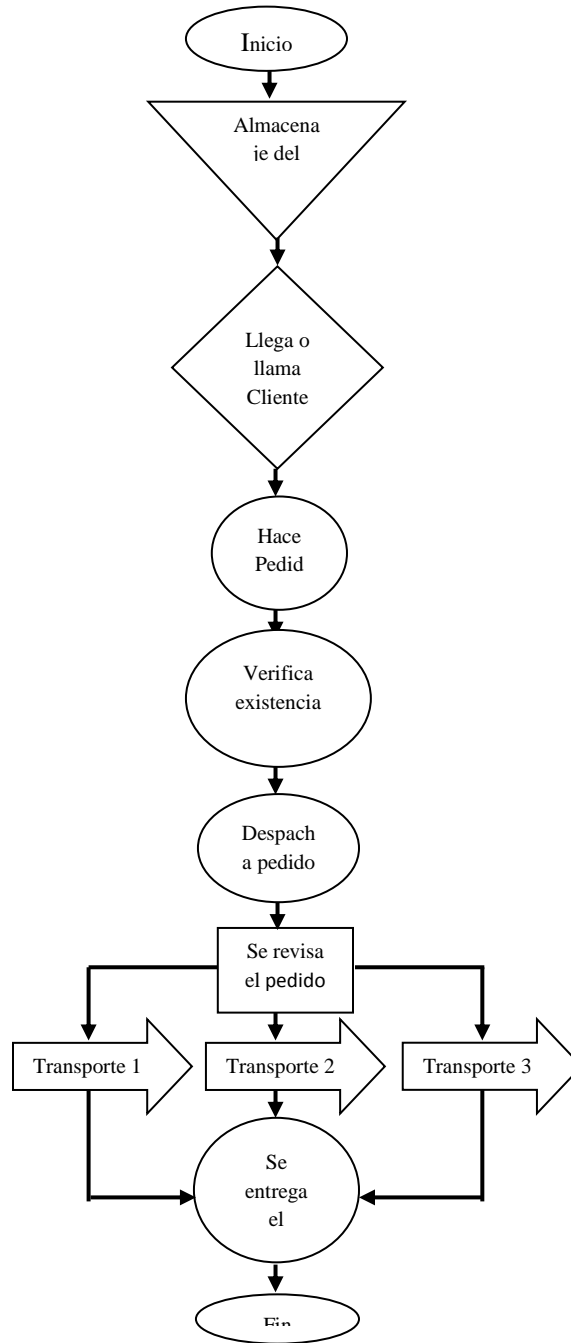 Inicio
Almacena
je del
Llega o
llama
Cliente
Hace
Pedid
Verifica
existencia
Despach
a pedido
Se revisa
el pedido
Transporte 1
Transporte 2
Transporte 3
Se
entrega
el
Fin